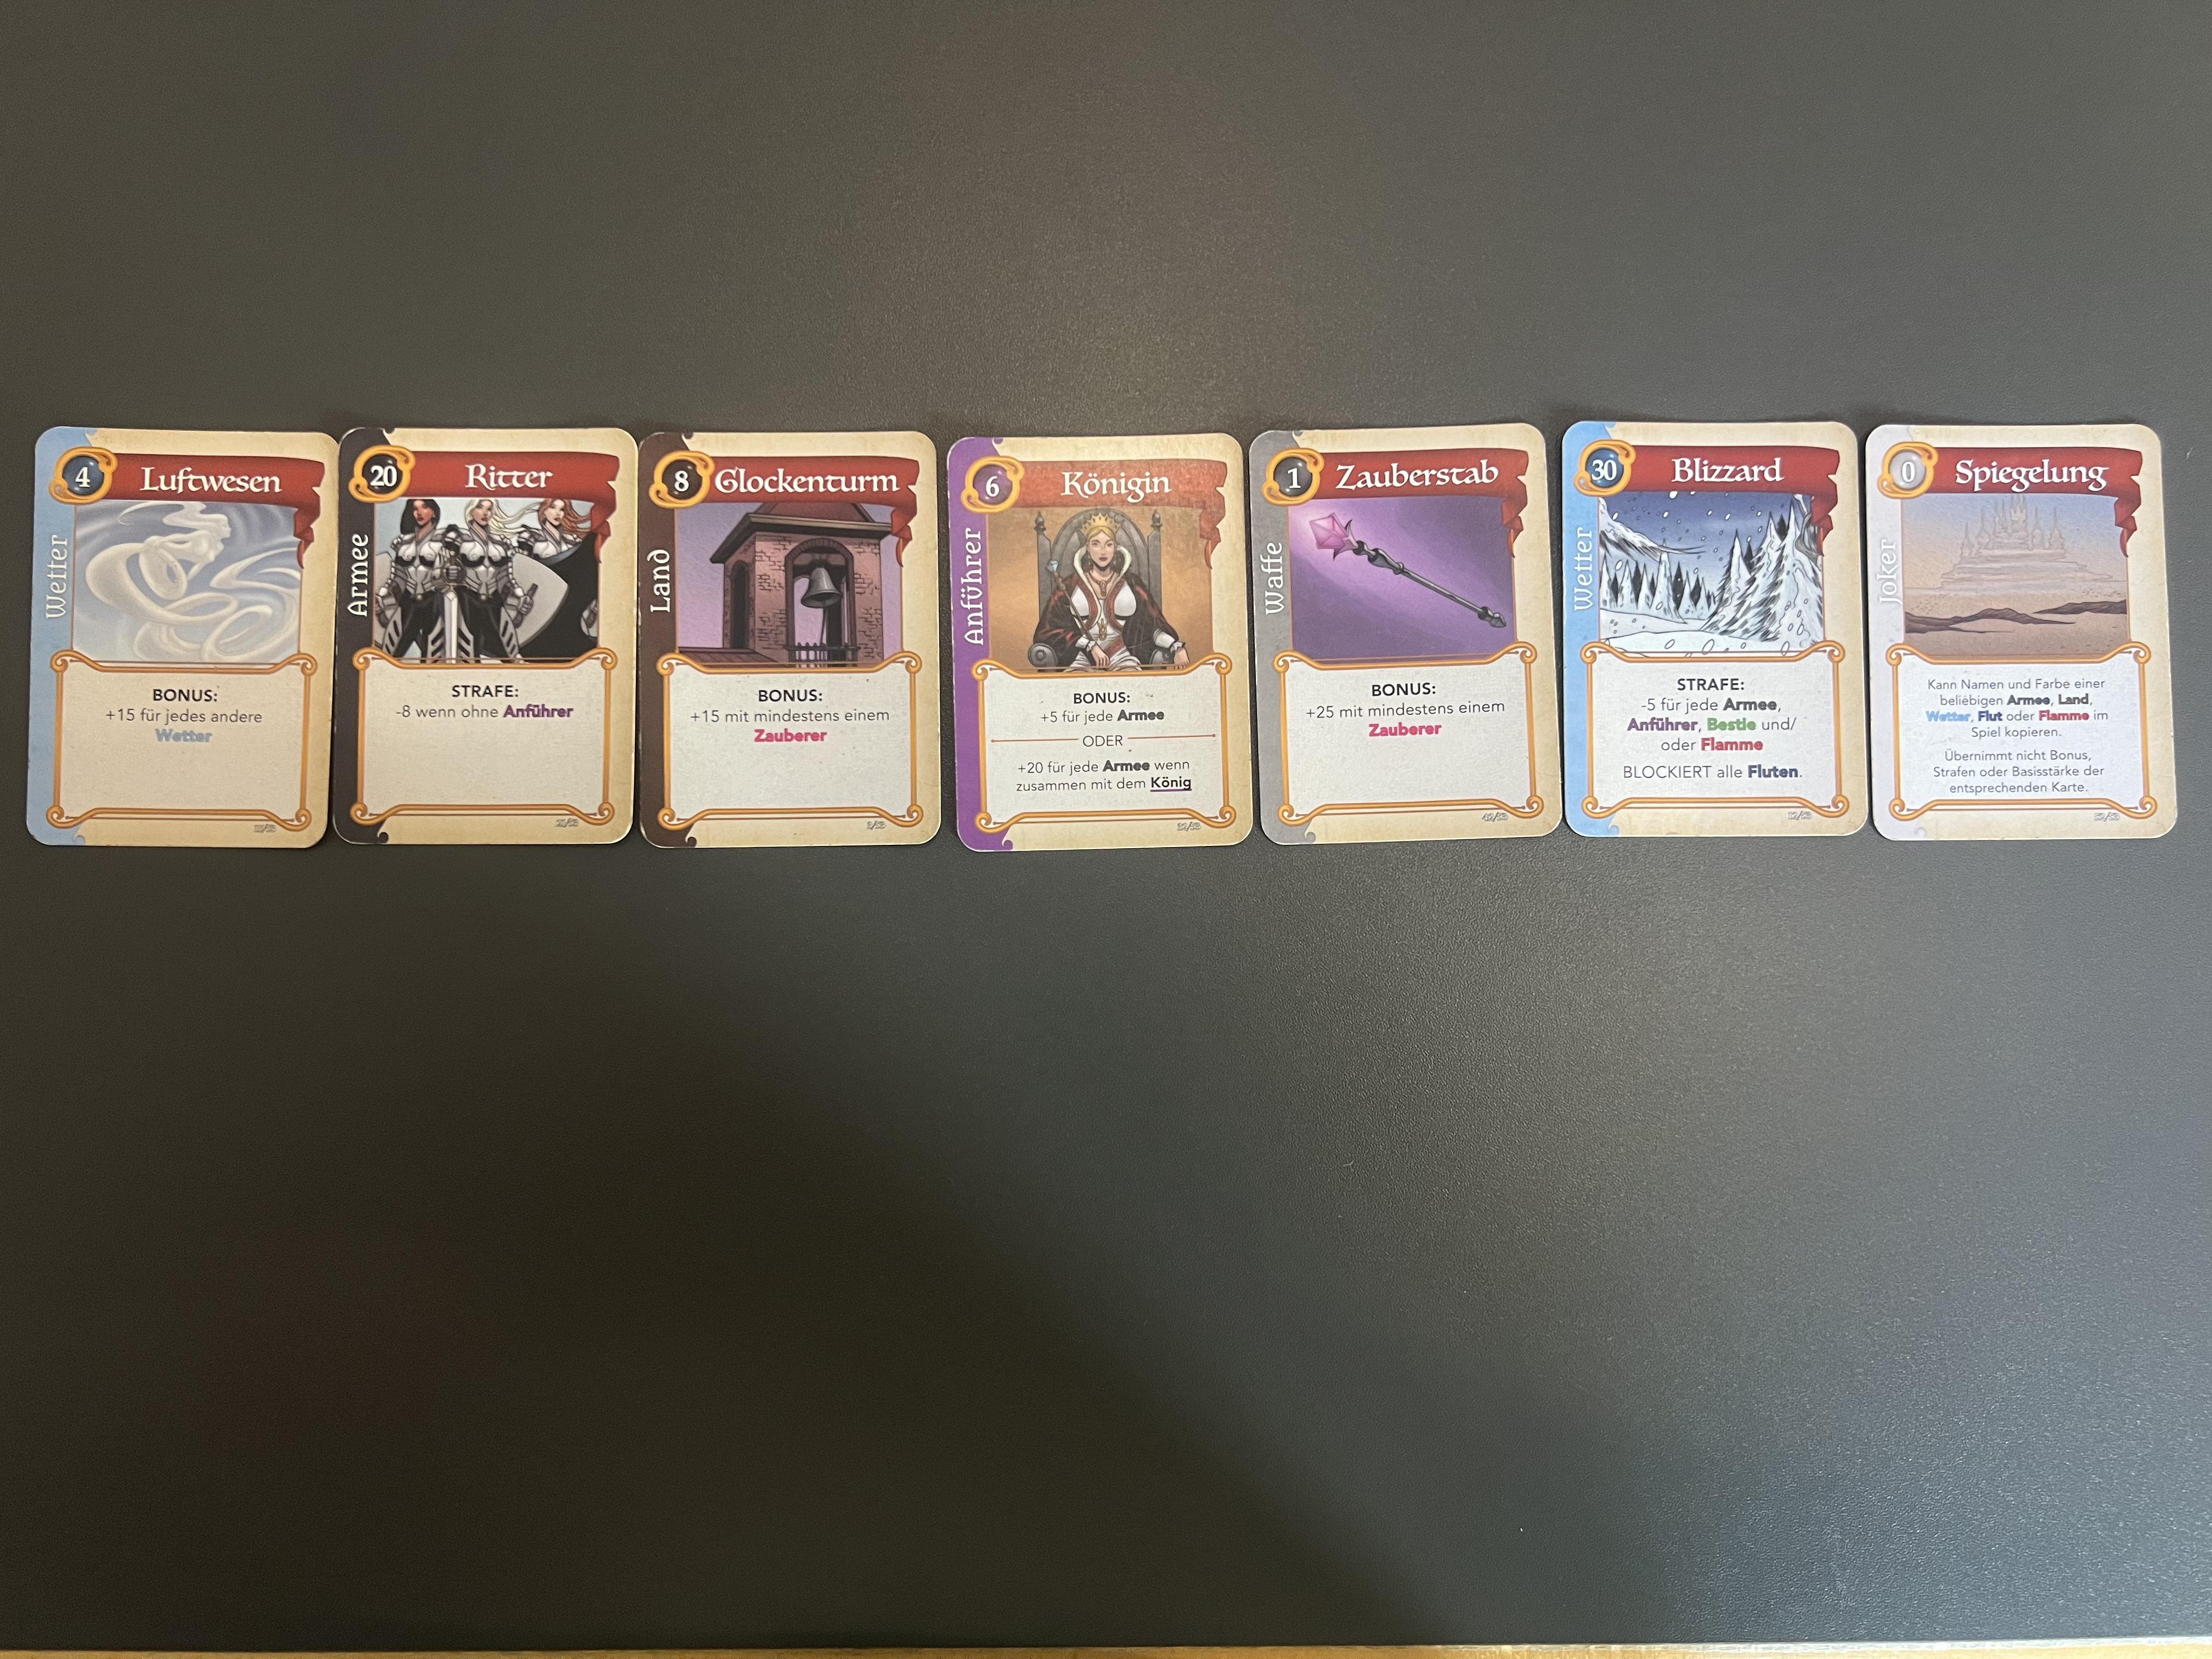 4
Luftwesen
Wetter
BONUS:
+15 für jedes andere
Wetter
20
Ritter
Armee
STRAFE:
-8 wenn ohne Anführer
8
Glockenturm
Land
BONUS:
+15 mit mindestens einem
Zauberer
6
Königin
Anführer
BONUS:
+5 für jede Armee
ODER
+20 für jede Armee wenn
zusammen mit dem König
1
Zauberstab
Waffe
BONUS:
+25 mit mindestens einem
Zauberer
30
Blizzard
Wetter
STRAFE:
-5 für jede Armee,
Anführer, Bestie und/
oder Flamme
BLOCKIERT alle Fluten.
0
Spiegelung
Joker
Kann Namen und Farbe einer
beliebigen Armee, Land,
Wetter, Flut oder Flamme im
Spiel kopieren.
Übernimmt nicht Bonus,
Strafen oder Basisstärke der
entsprechenden Karte.